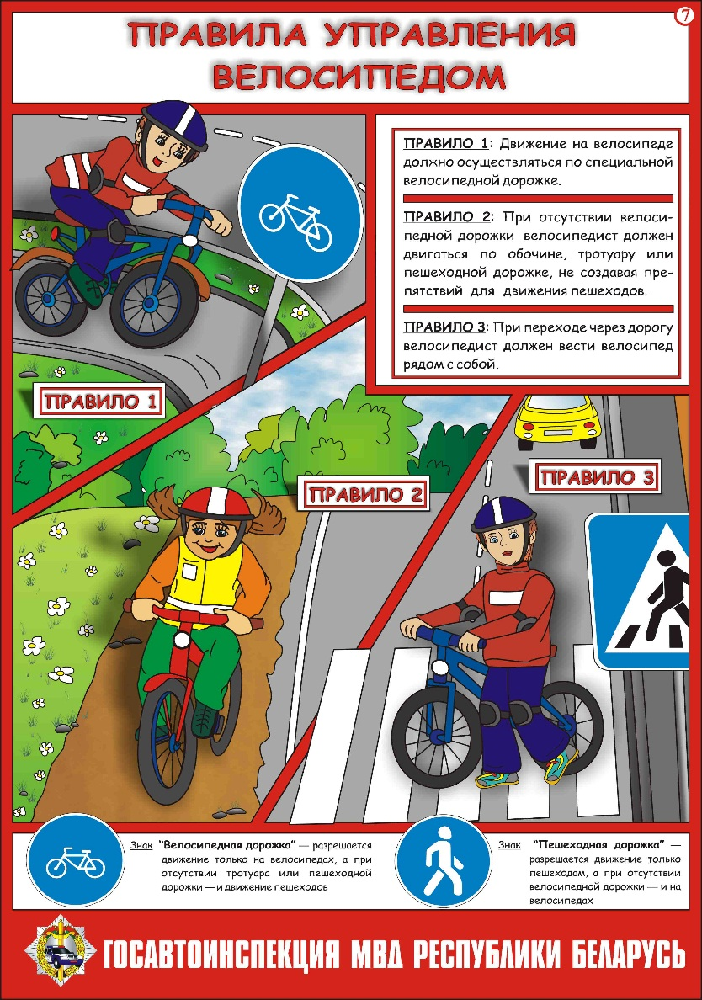 7
ПРАВИЛА УПРАВЛЕНИЯ
ВЕЛОСИПЕДОМ
ПРАВИЛО 1: Движение на велосипеде
должно осуществляться по специальной
велосипедной дорожке.
ПРАВИЛО 2: При отсутствии велоси-
педной дорожки велосипедист должен
двигаться по обочине, тротуару или
пешеходной дорожке, не создавая пре-
пятствий для движения пешеходов.
ПРАВИЛО 3: При переходе через дорогу
велосипедист должен вести велосипед
рядом с собой.
ПРАВИЛО 1
ПРАВИЛО 2
ПРАВИЛО 3
Знак "Велосипедная дорожка" — разрешается
движение только на велосипедах, а при
отсутствии тротуара или пешеходной
дорожки — и движение пешеходов
Знак "Пешеходная дорожка" —
разрешается движение только
пешеходам, а при отсутствии
велосипедной дорожки — и на
велосипедах
ГОСАВТОИНСПЕКЦИЯ МВД РЕСПУБЛИКИ БЕЛАРУСЬ